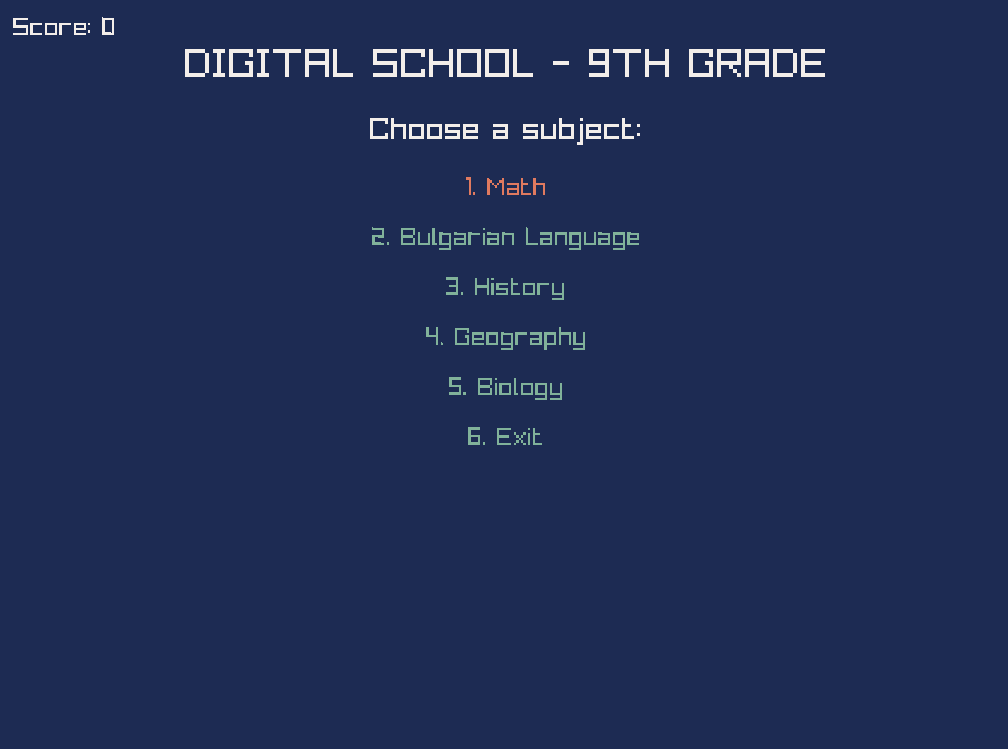 Score: 0
DIGITAL SCHOOL - 9TH GRADE
Choose a subject:
1. Math
2. Bulgarian Language
3. History
4. Geography
5. Biology
6. Exit